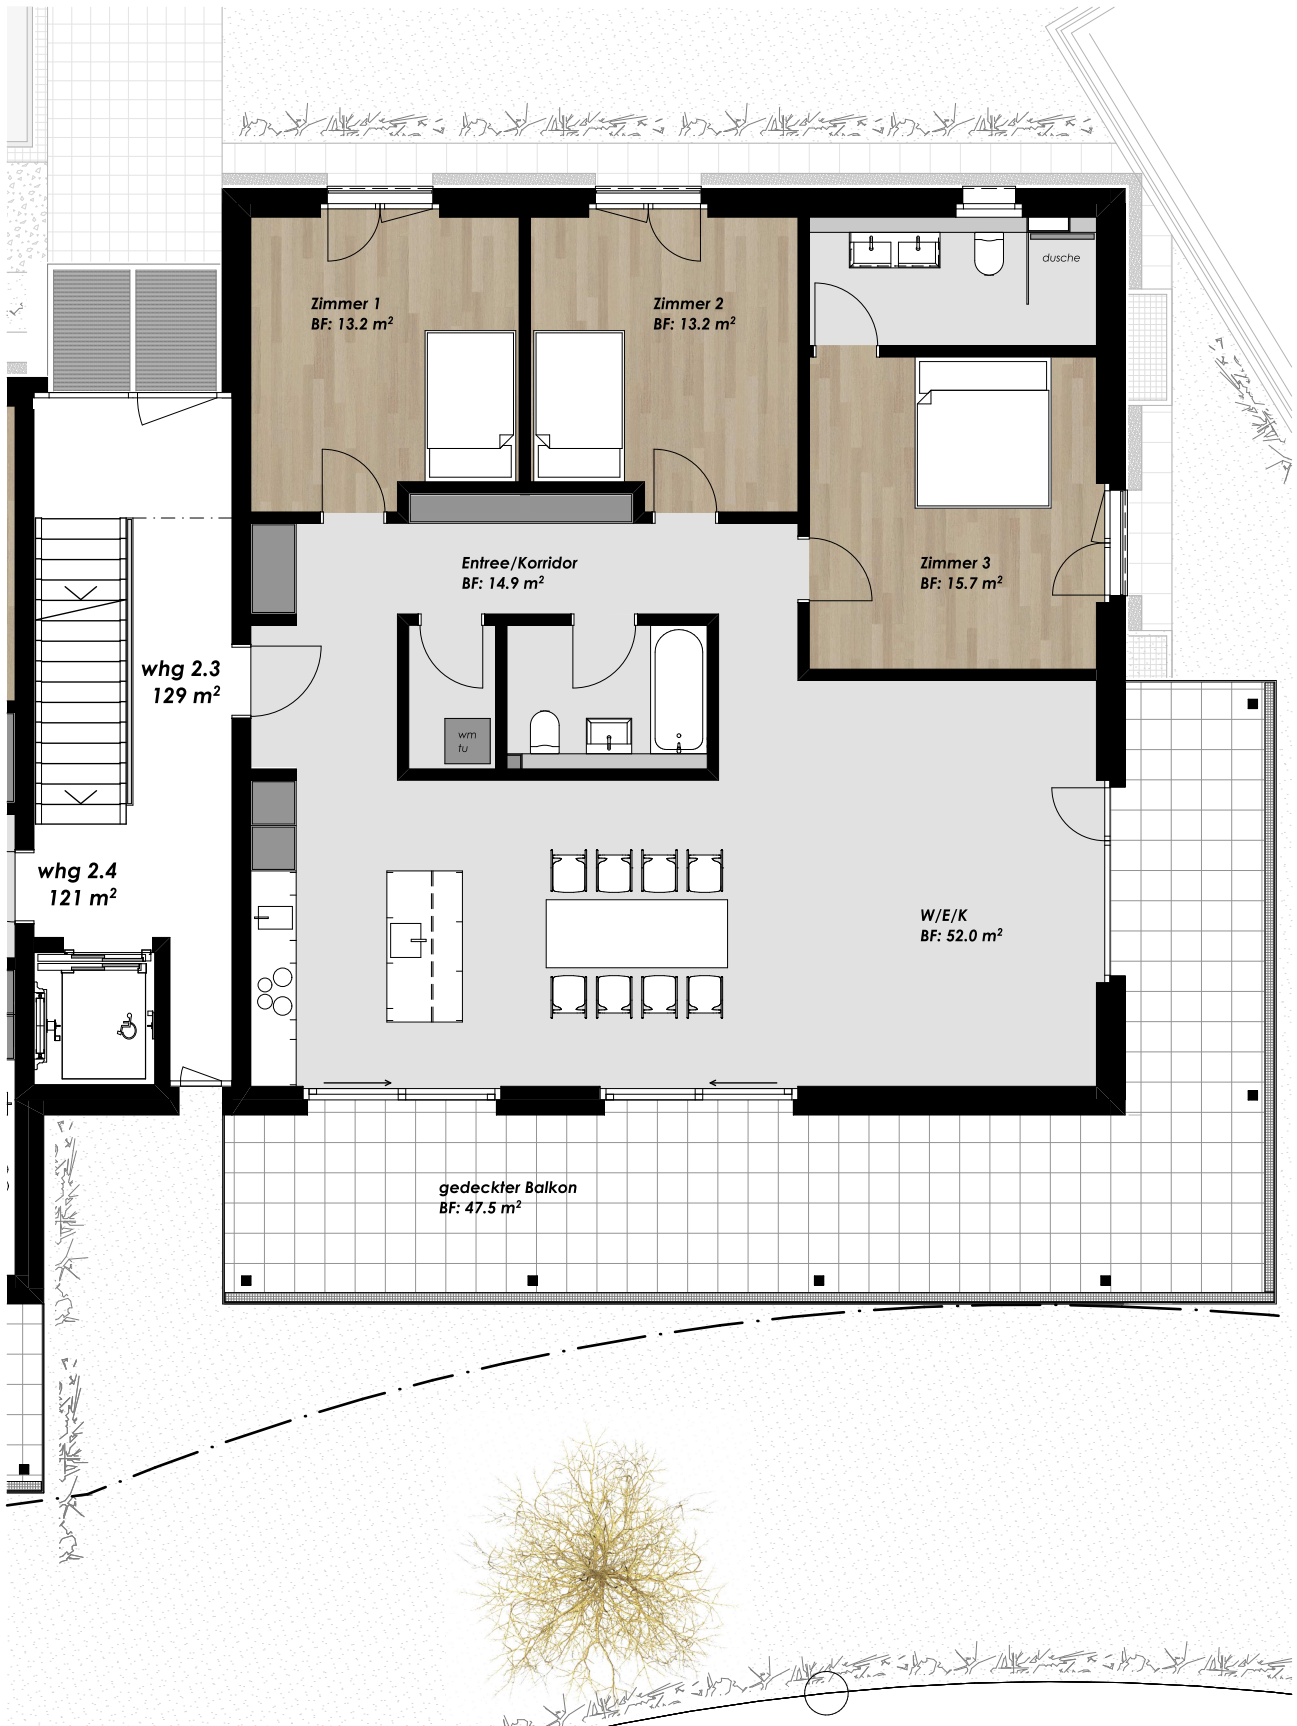 Zimmer 1
BF: 13.2 m²
Zimmer 2
BF: 13.2 m²
dusche
Entree/Korridor
BF: 14.9 m²
Zimmer 3
BF: 15.7 m²
whg 2.3
129 m²
wm
tu
whg 2.4
121 m²
W/E/K
BF: 52.0 m²
gedeckter Balkon
BF: 47.5 m²